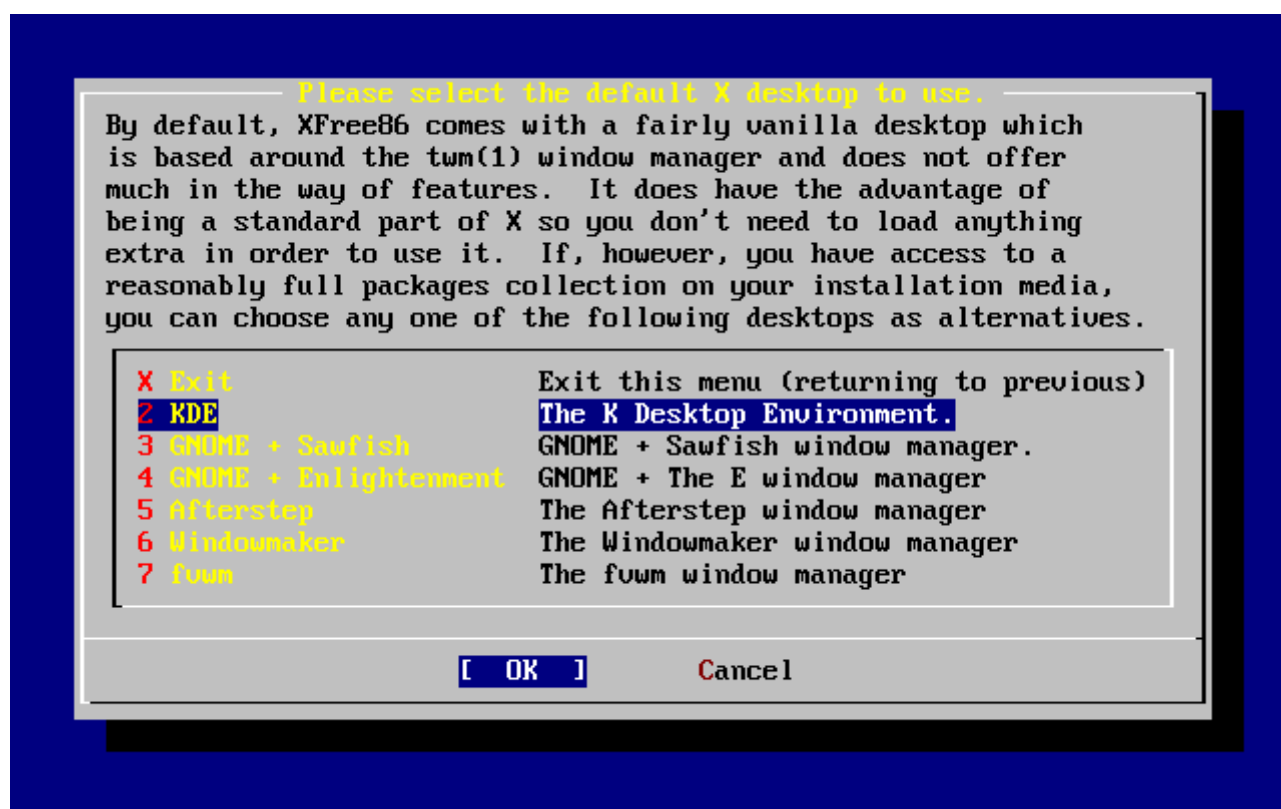 Please select the default X desktop to use.
By default, XFree86 comes with a fairly vanilla desktop which
is based around the twm(1) window manager and does not offer
much in the way of features.  It does have the advantage of
being a standard part of X so you don't need to load anything
extra in order to use it.  If, however, you have access to a
reasonably full packages collection on your installation media,
you can choose any one of the following desktops as alternatives.
X Exit Exit this menu (returning to previous)
2 KDE The K Desktop Environment.
3 GNOME + Sawfish GNOME + Sawfish window manager.
4 GNOME + Enlightenment GNOME + The E window manager
5 Afterstep The Afterstep window manager
6 Windowmaker The Windowmaker window manager
7 fvwm The fvwm window manager
[  OK  ] Cancel